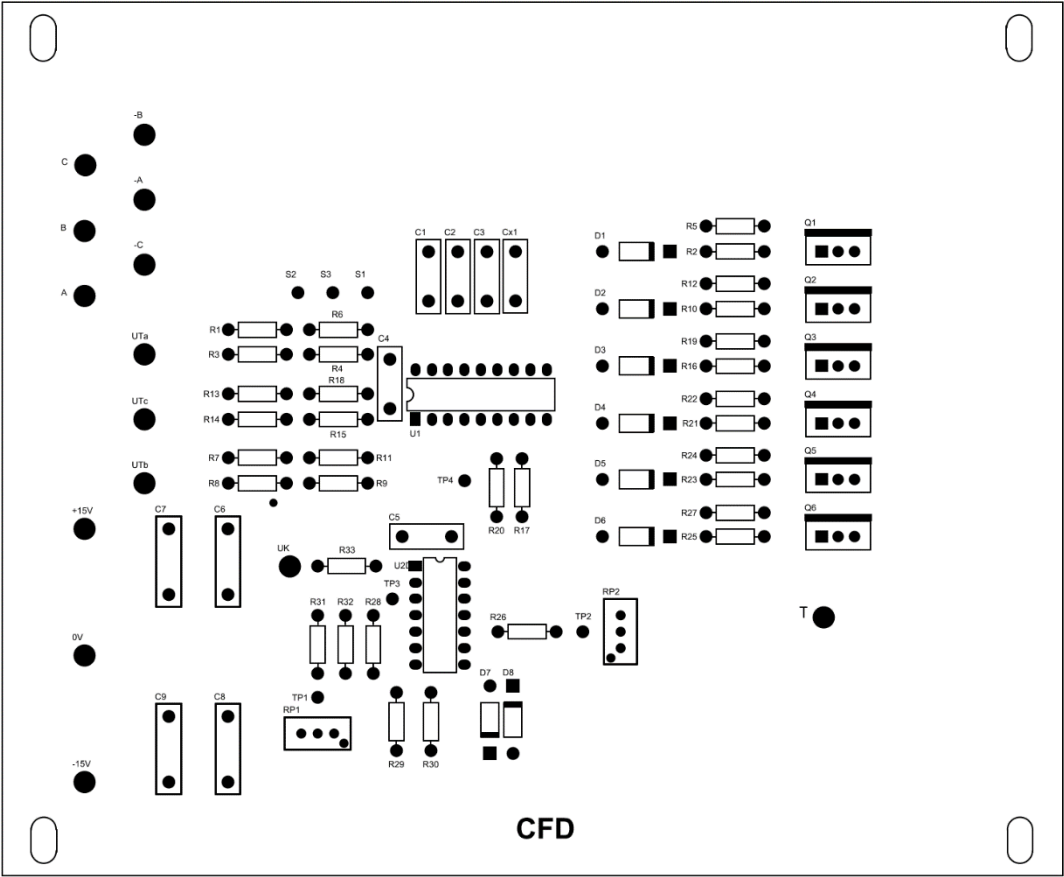 -B
C
-A
B
-C
A
C1 C2 C3 Cx1
D1
R5
R2
Q1
S2 S3 S1
D2
R12
R10
Q2
R1
R6
UTa
R3
R4
C4
D3
R19
R16
Q3
R13
R18
UTc
R14
R15
U1
D4
R22
R21
Q4
UTb
R7
R11
R8
R9
TP4
R20 R17
D5
R24
R23
Q5
+15V
C7 C6
C5
D6
R27
R25
Q6
UK
R33
U2D
TP3
R31 R32 R28
R26
TP2
RP2
T
0V
D7 D8
TP1
RP1
C9 C8
R29 R30
-15V
CFD